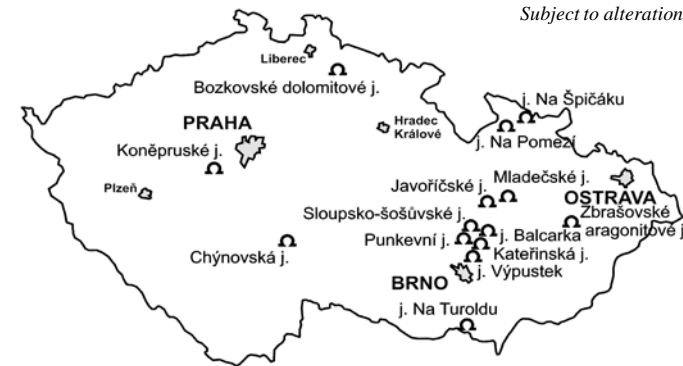 Subject to alteration
Liberec
Bozkovské dolomitové j.
j. Na Špičáku
PRAHA
Hradec
Králové
j. Na Pomezí
Koněpruské j.
Mladečské j.
Javoříčské j.
Plzeň
OSTRAVA
Sloupsko-šošůvské j.
Zbrašovské
aragonitové j.
Punkevní j.
j. Balcarka
Chýnovská j.
Kateřinská j.
j. Výpustek
BRNO
j. Na Turoldu